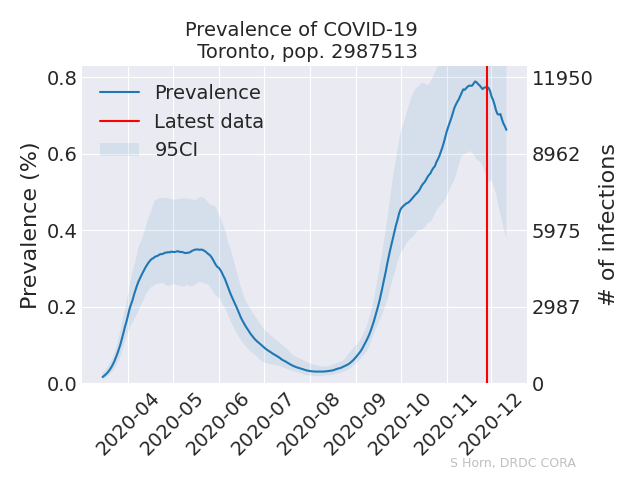 Prevalence of COVID-19
Toronto, pop. 2987513
Prevalence
Latest data
95CI
Prevalence (%)
0.8
0.6
0.4
0.2
0.0
11950
8962
5975
2987
0
# of infections
2020-04
2020-05
2020-06
2020-07
2020-08
2020-09
2020-10
2020-11
2020-12
S Horn, DRDC CORA